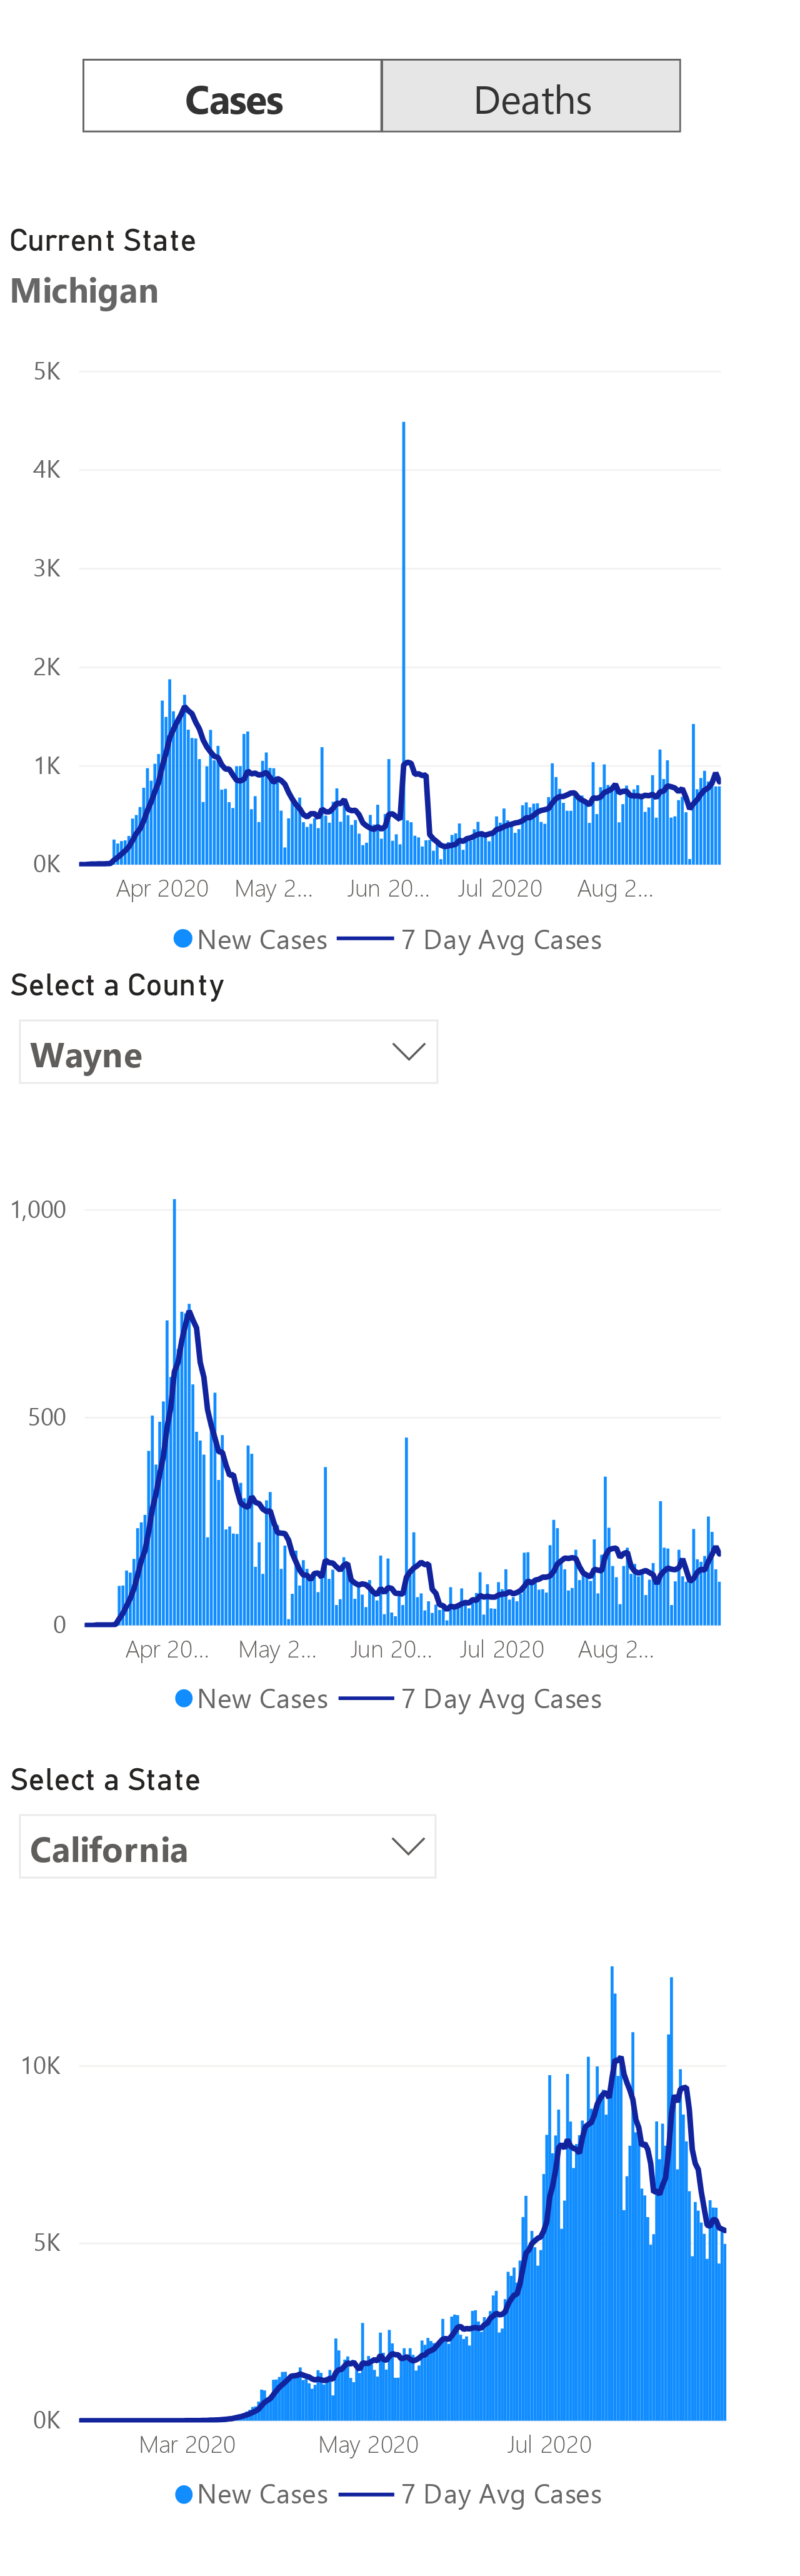 Cases Deaths
Current State
Michigan
5K
4K
3K
2K
1K
0K
Apr 2020 May 2... Jun 20... Jul 2020 Aug 2...
New Cases 7 Day Avg Cases
Select a County
Wayne
1,000
500
0
Apr 20... May 2... Jun 20... Jul 2020 Aug 2...
New Cases 7 Day Avg Cases
Select a State
California
10K
5K
0K
Mar 2020 May 2020 Jul 2020
New Cases 7 Day Avg Cases